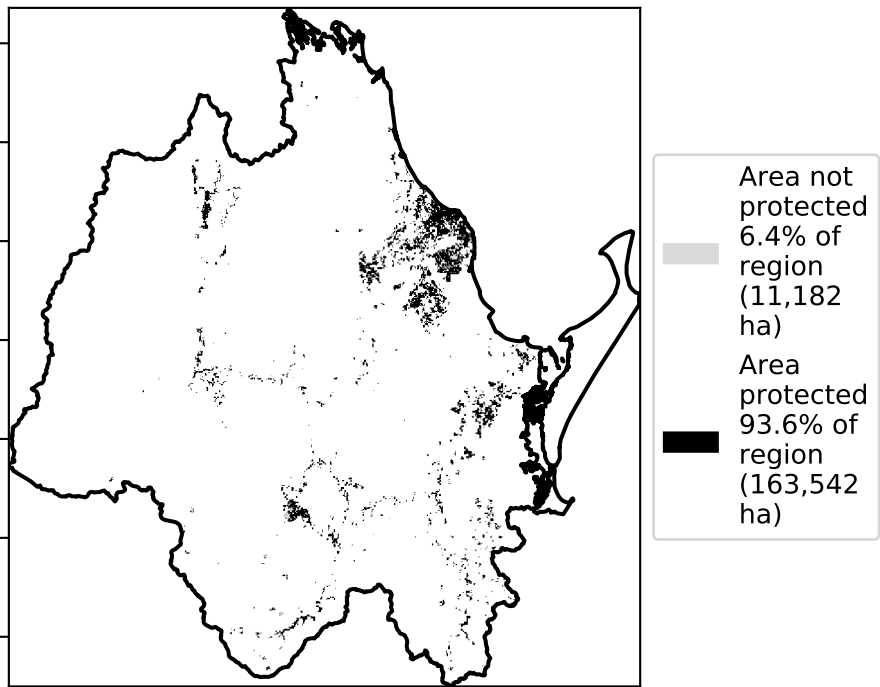 Area not
protected
6.4% of
region
(11,182
ha)
Area
protected
93.6% of
region
(163,542
ha)